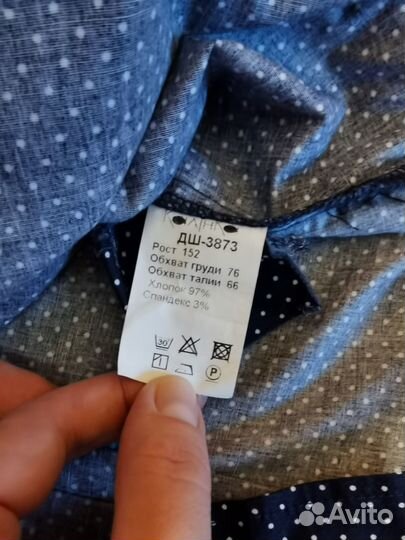 ДШ-3873
Рост 152
Обхват груди 76
Обхват талии 66
Хлопок 97%
Спандекс 3%
30°
P
Avito